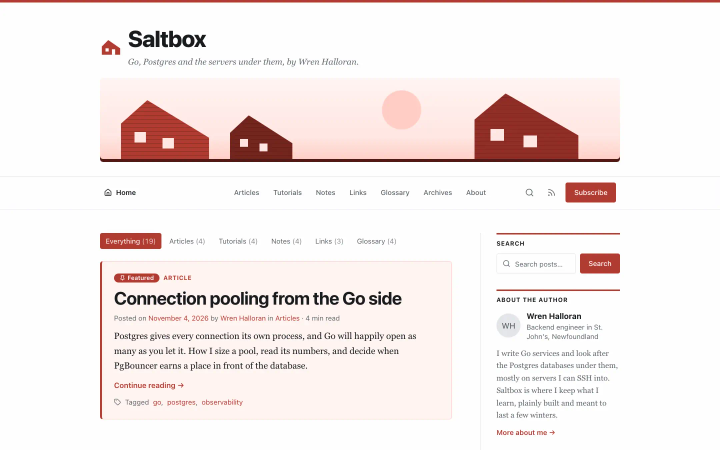 Saltbox
Go, Postgres and the servers under them, by Wren Halloran.
Home
Articles
Tutorials
Notes
Links
Glossary
Archives
About
Subscribe
Everything (19)
Articles (4)
Tutorials (4)
Notes (4)
Links (3)
Glossary (4)
Featured
ARTICLE
Connection pooling from the Go side
Posted on November 4, 2026 by Wren Halloran in Articles · 4 min read
Postgres gives every connection its own process, and Go will happily open as
many as you let it. How I size a pool, read its numbers, and decide when
PgBouncer earns a place in front of the database.
Continue reading →
Tagged go, postgres, observability
SEARCH
Search posts...
Search
ABOUT THE AUTHOR
WH
Wren Halloran
Backend engineer in St.
John's, Newfoundland
I write Go services and look after
the Postgres databases under them,
mostly on servers I can SSH into.
Saltbox is where I keep what I
learn, plainly built and meant to
last a few winters.
More about me →